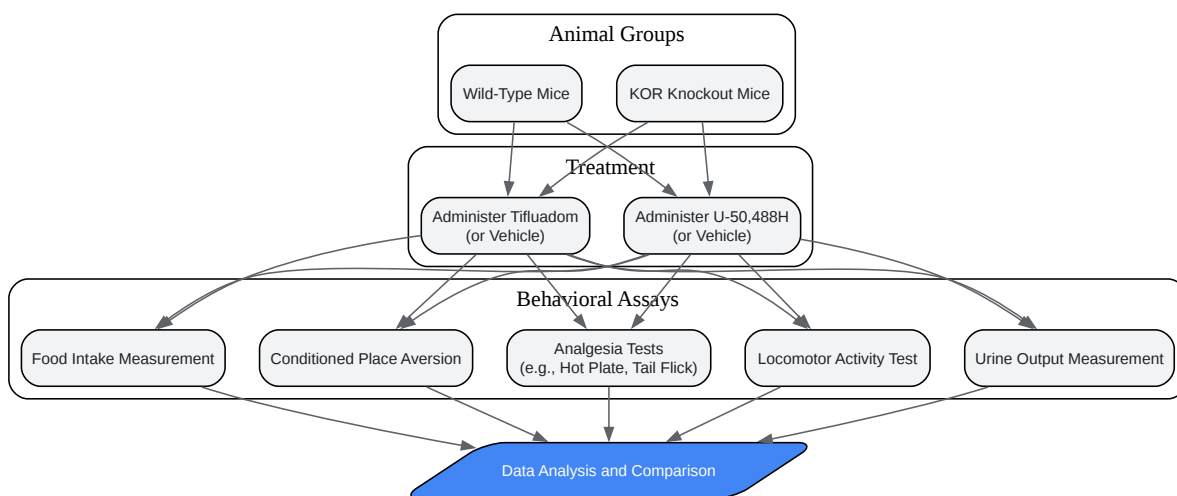 Animal Groups
Wild-Type Mice
KOR Knockout Mice
Treatment
Administer Tifluadom
(or Vehicle)
Administer U-50,488H
(or Vehicle)
Behavioral Assays
Food Intake Measurement
Conditioned Place Aversion
Analgesia Tests
(e.g., Hot Plate, Tail Flick)
Locomotor Activity Test
Urine Output Measurement
Data Analysis and Comparison